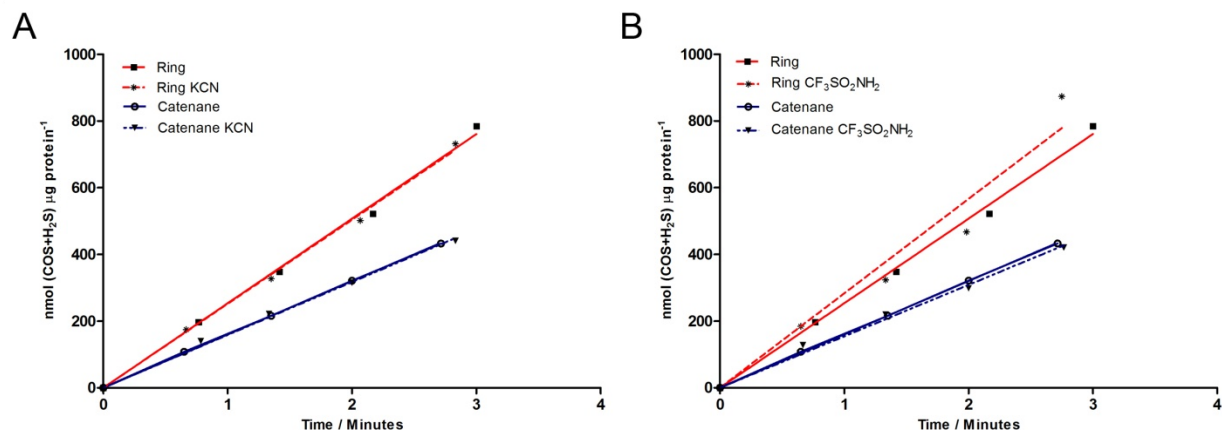 A
nmol (COS+H₂S) µg protein⁻¹
1000
800
600
400
200
0
Ring
Ring KCN
Catenane
Catenane KCN
0 1 2 3 4
Time / Minutes
B
nmol (COS+H₂S) µg protein⁻¹
1000
800
600
400
200
0
Ring
Ring CF₃SO₂NH₂
Catenane
Catenane CF₃SO₂NH₂
0 1 2 3 4
Time / Minutes